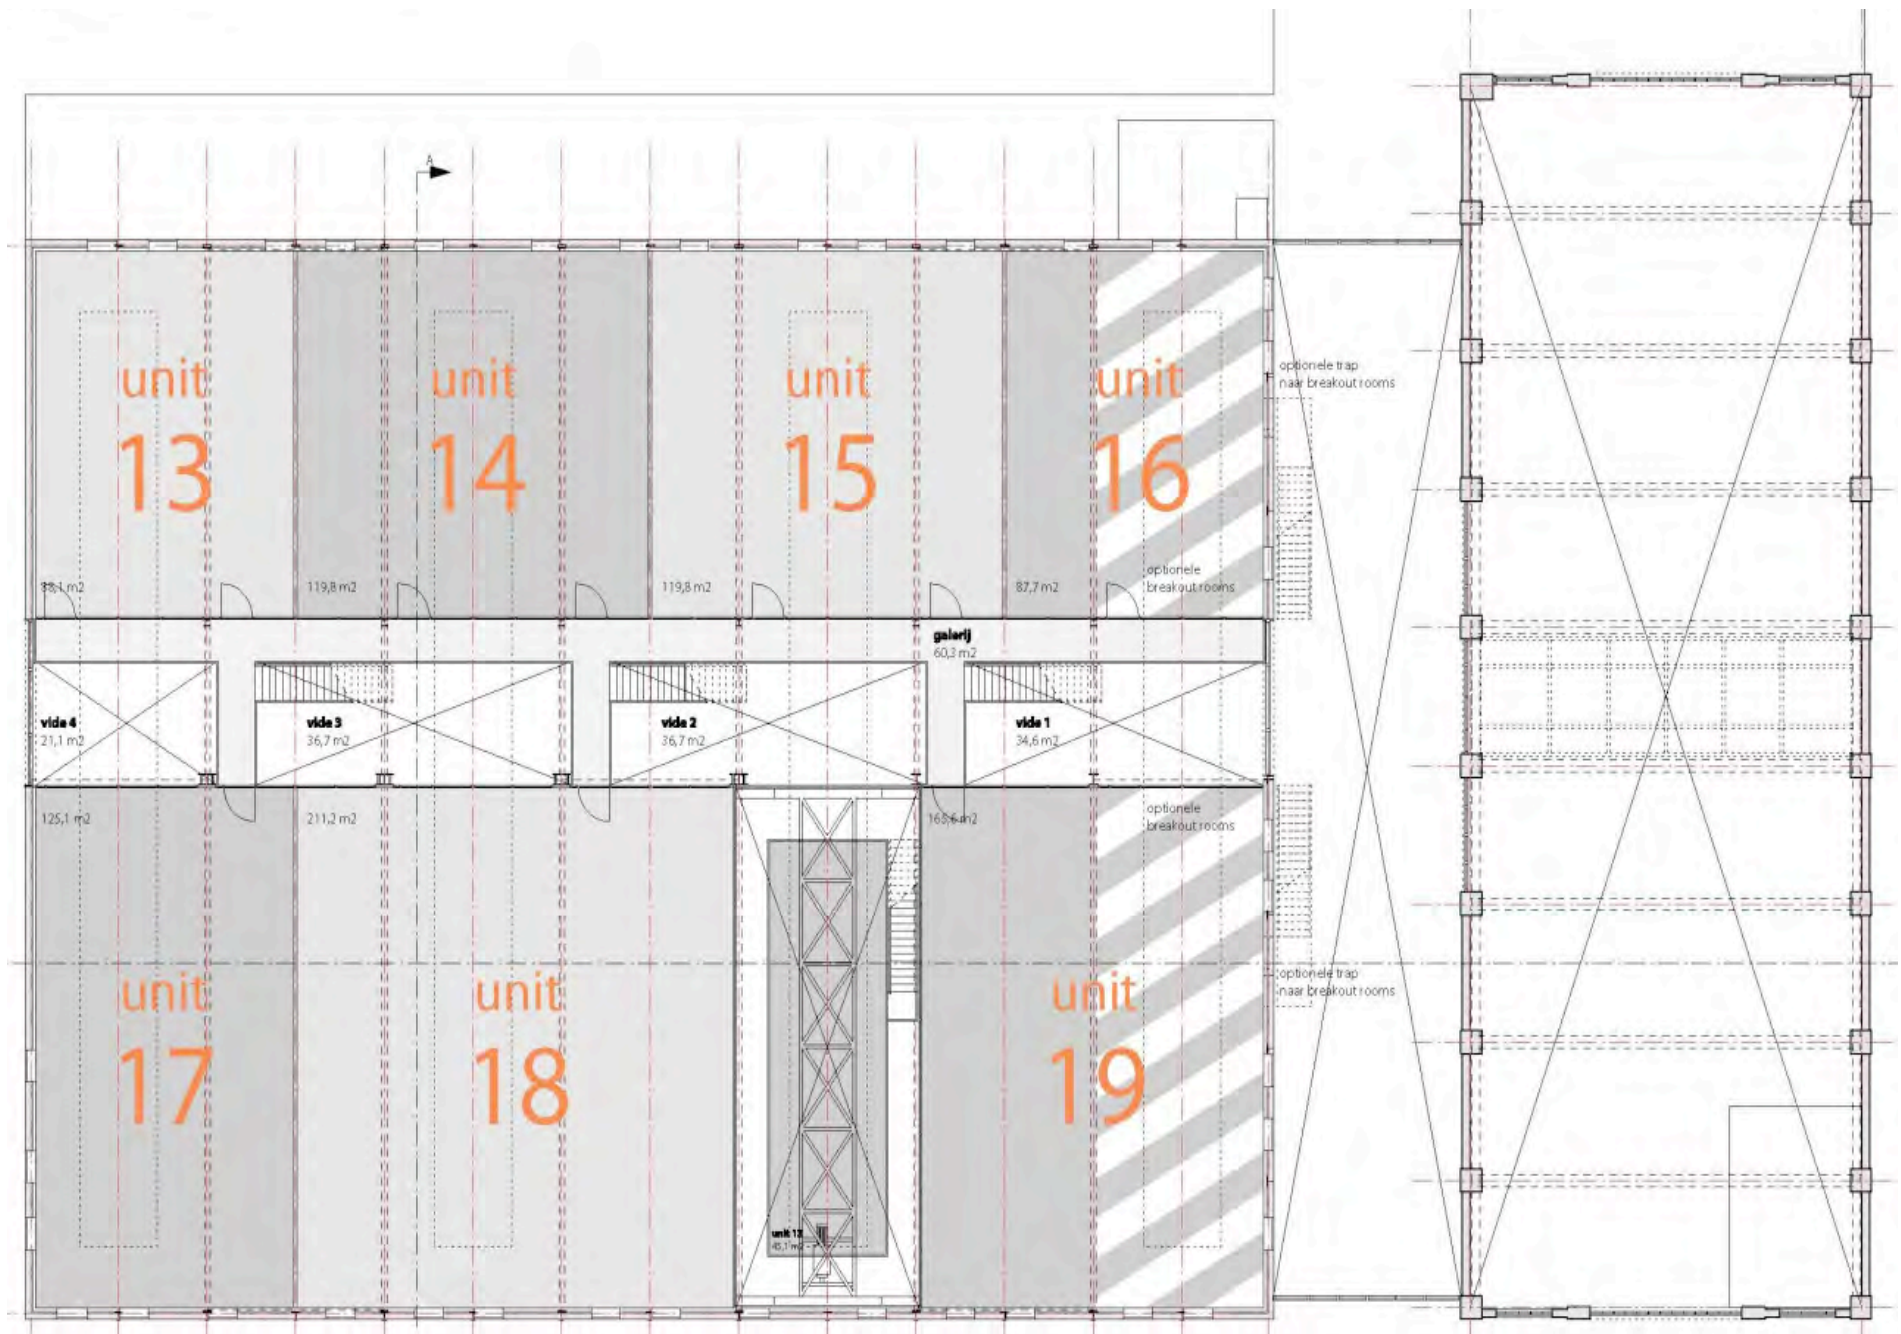 A
unit
13
unit
14
unit
15
unit
16
optionele trap
naar breakout rooms
88,1 m2
119,8 m2
119,8 m2
87,7 m2
optionele
breakout rooms
galerij
60,3 m2
vide 4
21,1 m2
vide 3
36,7 m2
vide 2
36,7 m2
vide 1
34,6 m2
125,1 m2
211,2 m2
165,6 m2
optionele
breakout rooms
unit
17
unit
18
unit
19
optionele trap
naar breakout rooms
unit 12
45,1 m2